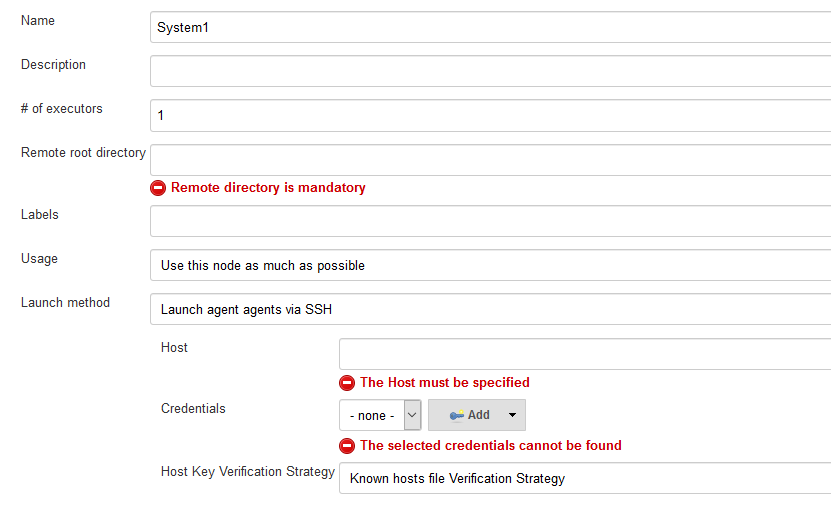 Name
System1
Description
# of executors
1
Remote root directory
Remote directory is mandatory
Labels
Usage
Use this node as much as possible
Launch method
Launch agent agents via SSH
Host
The Host must be specified
Credentials
- none -
Add
The selected credentials cannot be found
Host Key Verification Strategy
Known hosts file Verification Strategy